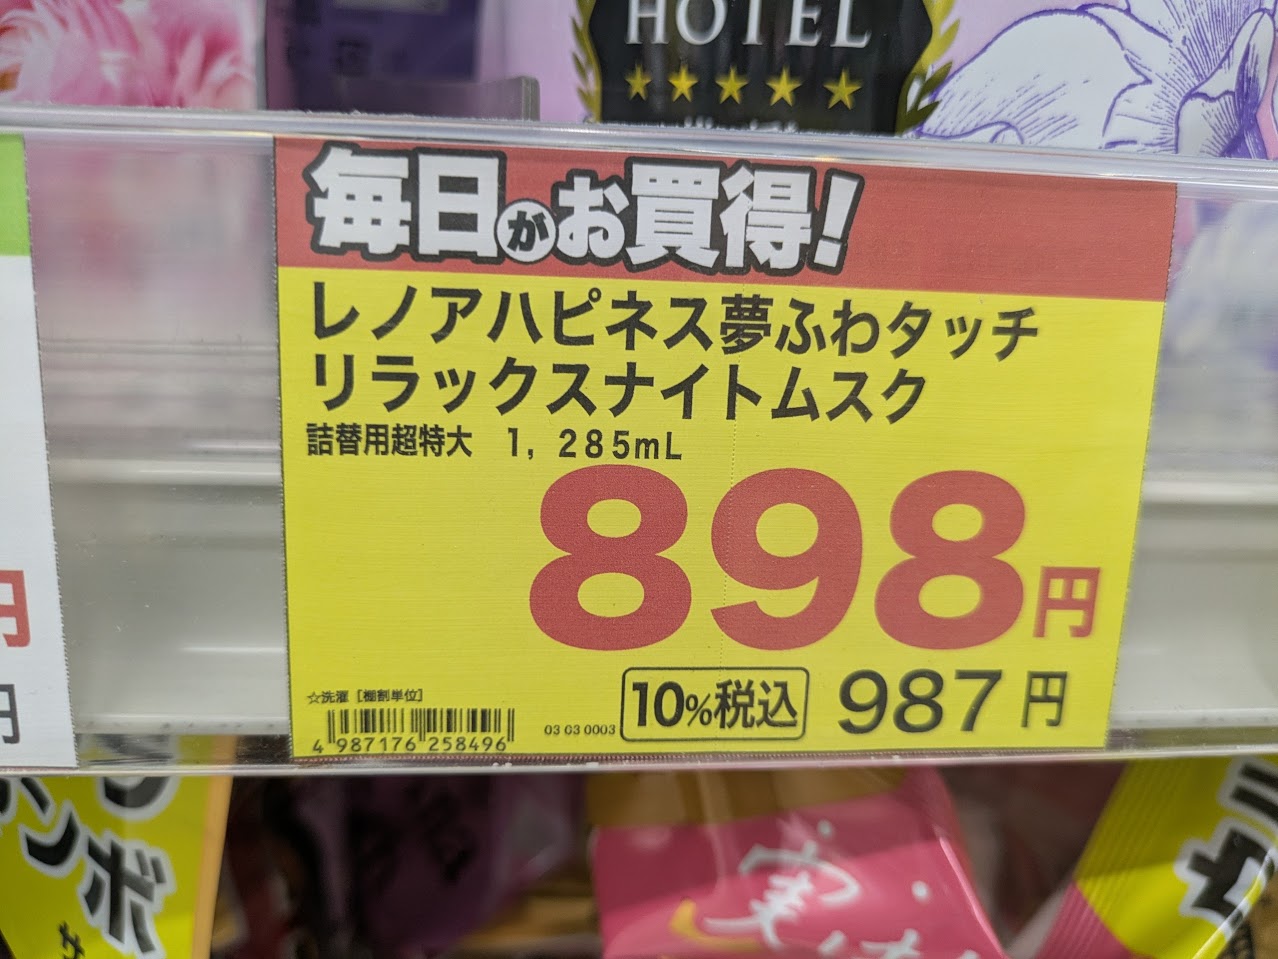 HOTEL
毎日がお買得!
レノアハピネス夢ふわタッチ
リラックスナイトムスク
詰替用超特大 1, 285mL
898円
10%税込 987円
☆洗濯 [棚割単位]
4 987176 258496
03 03 0003
円
円